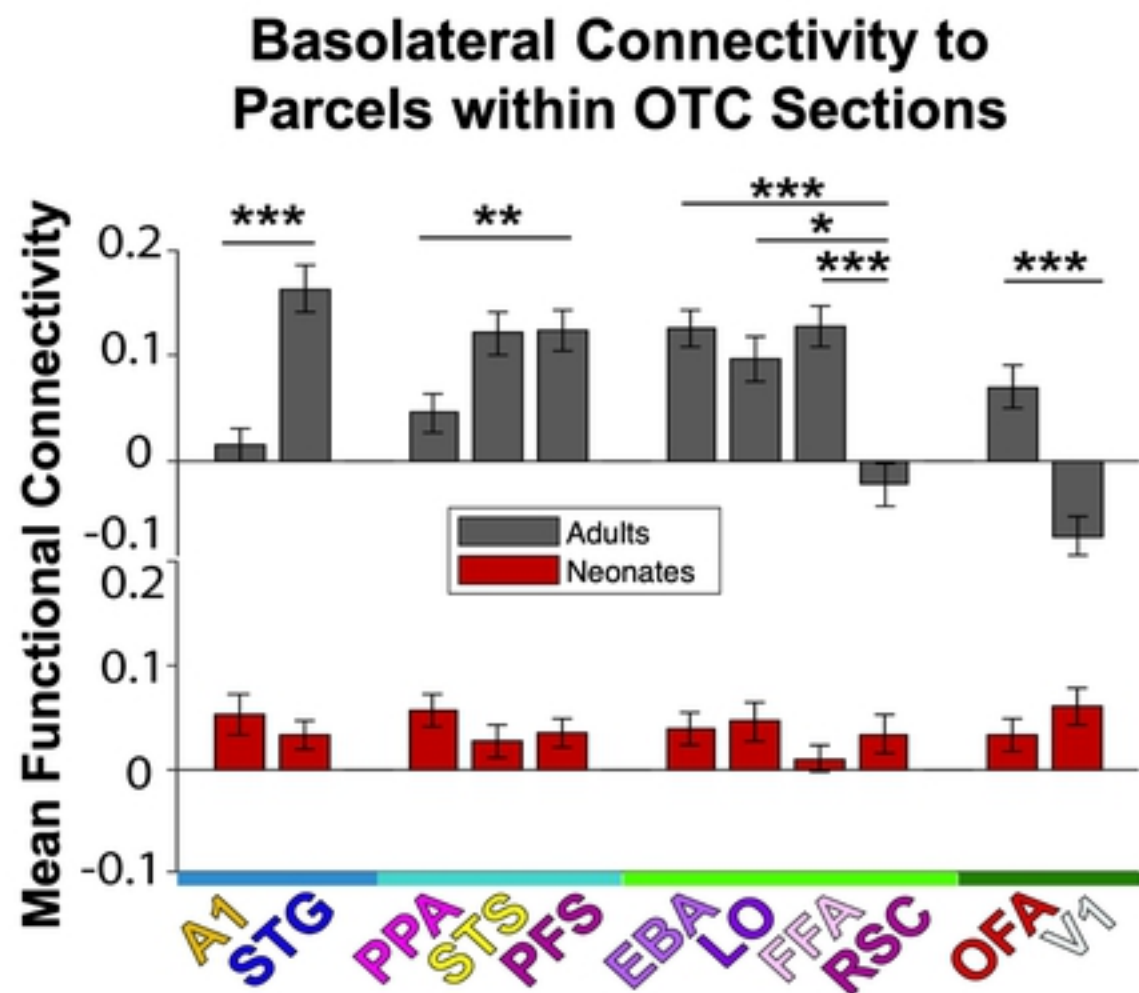 Basolateral Connectivity to
Parcels within OTC Sections
Mean Functional Connectivity
***
**
***
*
***
***
0.2
0.1
0
-0.1
Adults
Neonates
0.2
0.1
0
-0.1
A1
STG
PPA
STS
PFS
EBA
LO
FFA
RSC
OFA
V1